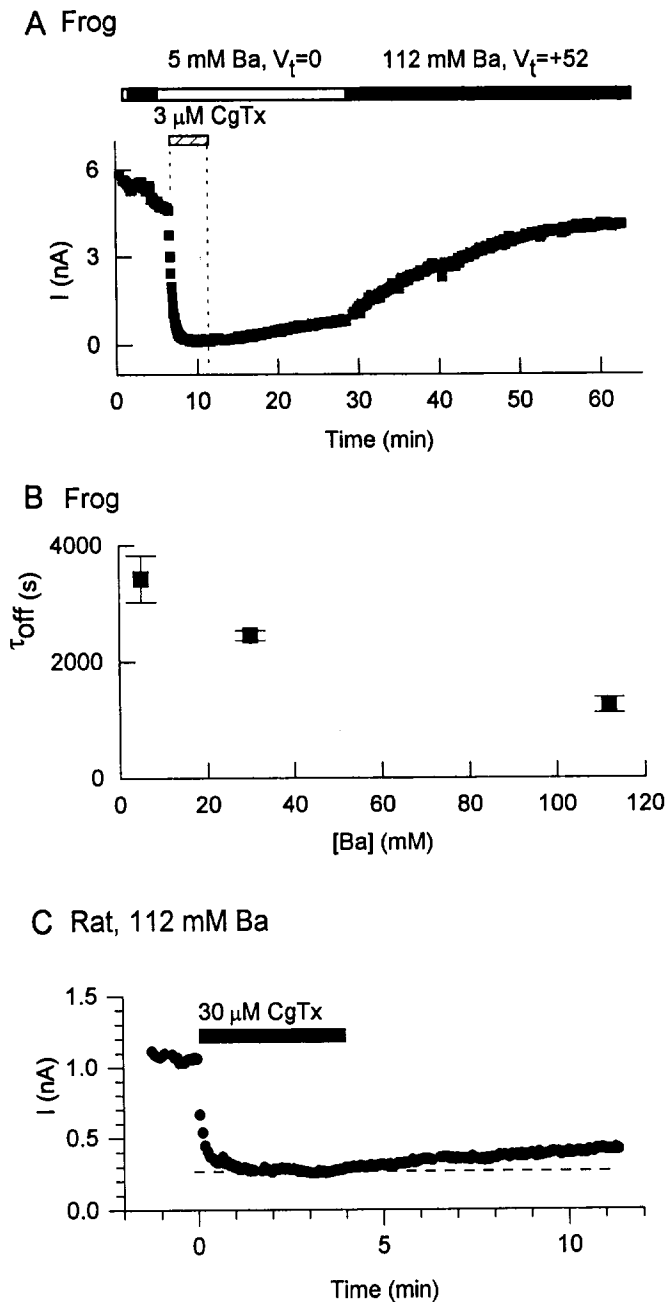 A Frog
5 mM Ba, Vt=0 112 mM Ba, Vt=+52
3 µM CgTx
6
3
0
I (nA)
0 10 20 30 40 50 60
Time (min)
B Frog
4000
2000
0
τoff (s)
0 20 40 60 80 100 120
[Ba] (mM)
C Rat, 112 mM Ba
30 µM CgTx
1.5
1.0
0.5
0.0
I (nA)
0 5 10
Time (min)